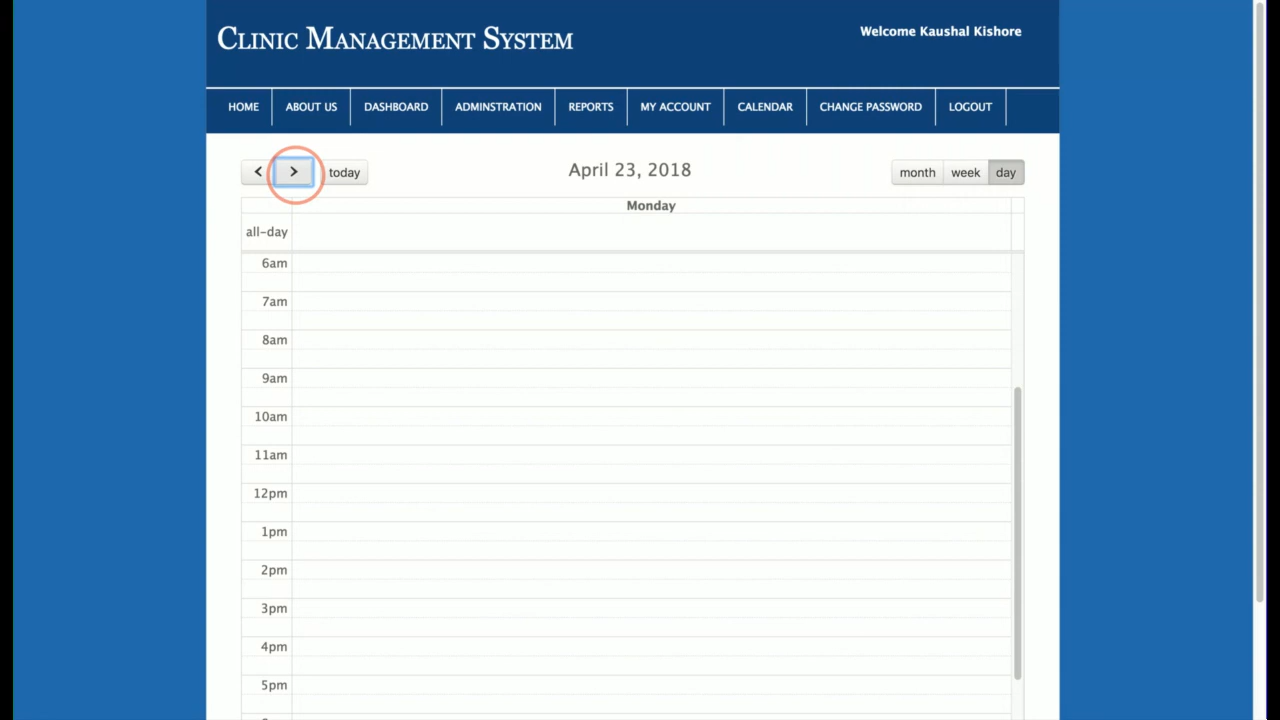 CLINIC MANAGEMENT SYSTEM
Welcome Kaushal Kishore
HOME ABOUT US DASHBOARD ADMINSTRATION REPORTS MY ACCOUNT CALENDAR CHANGE PASSWORD LOGOUT
< > today April 23, 2018 month week day
Monday
all-day
6am
7am
8am
9am
10am
11am
12pm
1pm
2pm
3pm
4pm
5pm